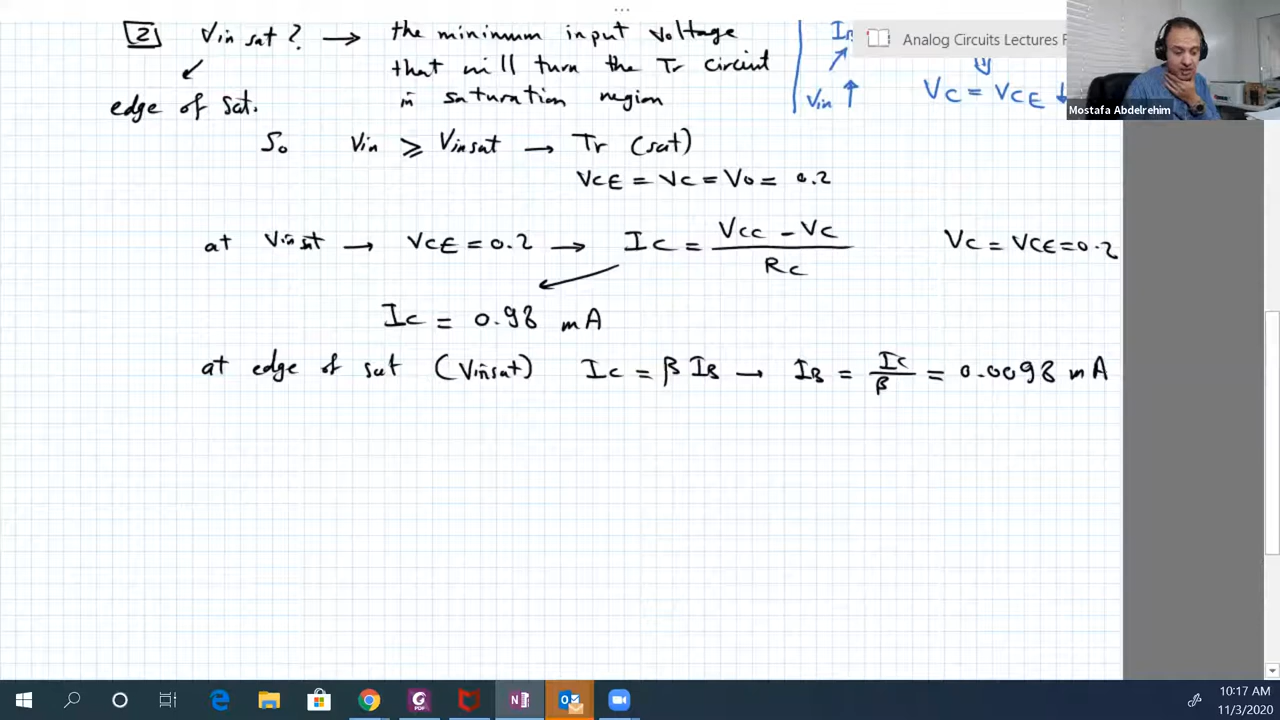 ...
2 Vin sat ? → the minimum input voltage
that will turn the Tr circuit
in saturation region
edge of sat.
Vin ↑
Analog Circuits Lectures
VC = VCE ↓
Mostafa Abdelrehim
So Vin ≥ Vinsat → Tr (sat)
VCE = VC = VO = 0.2
at Vinsat → VCE = 0.2 → IC = VCC - VC / RC VC = VCE = 0.2
IC = 0.98 mA
at edge of sat (Vinsat) IC = β IB → IB = IC / β = 0.0098 mA
10:17 AM
11/3/2020